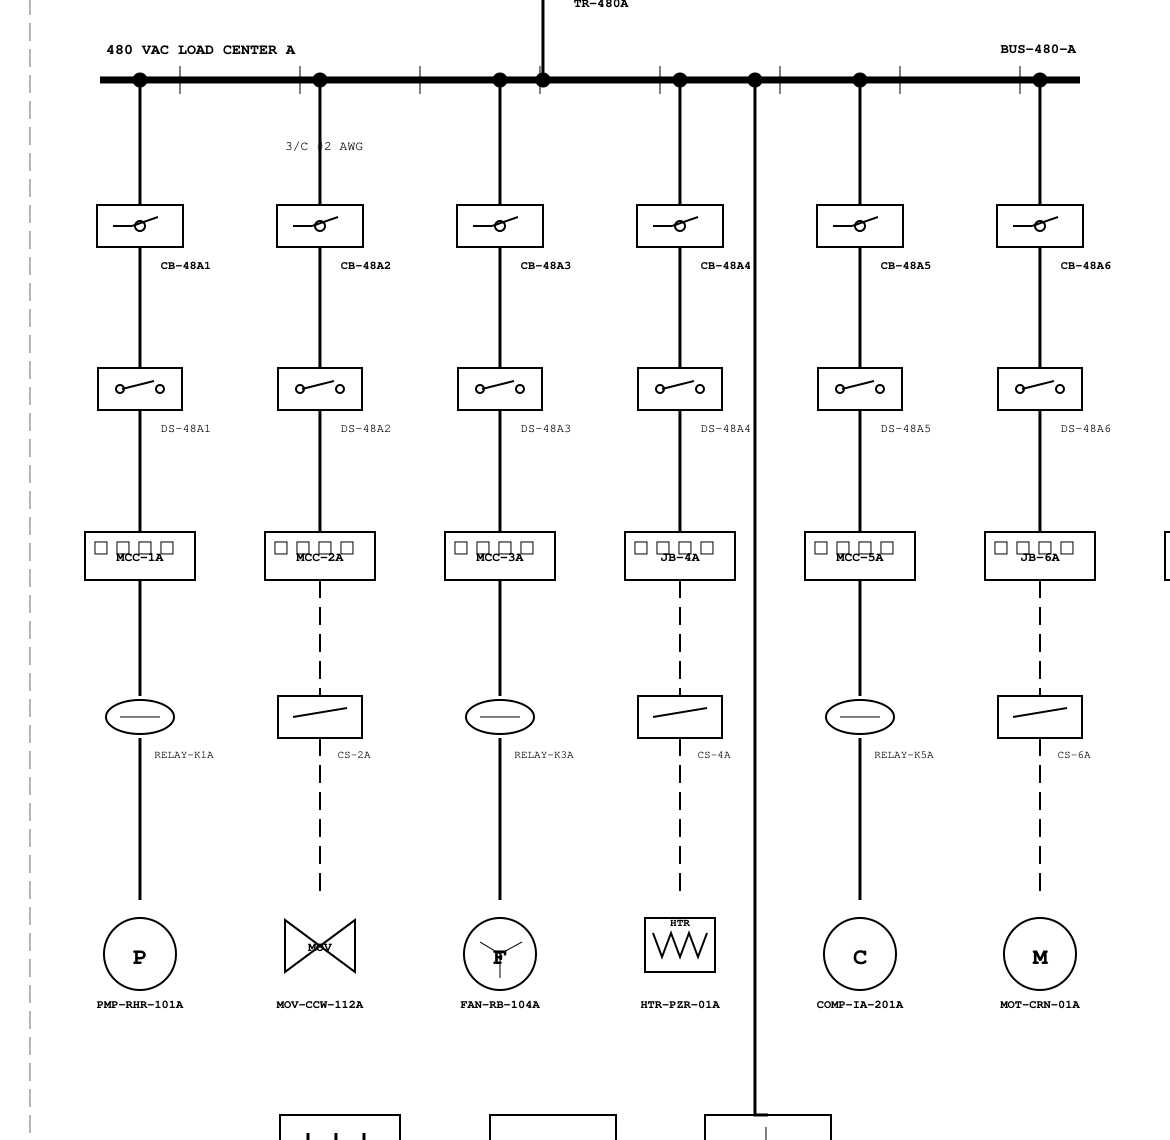 TR-480A
480 VAC LOAD CENTER A
BUS-480-A
3/C #2 AWG
CB-48A1
CB-48A2
CB-48A3
CB-48A4
CB-48A5
CB-48A6
DS-48A1
DS-48A2
DS-48A3
DS-48A4
DS-48A5
DS-48A6
MCC-1A
MCC-2A
MCC-3A
JB-4A
MCC-5A
JB-6A
RELAY-K1A
CS-2A
RELAY-K3A
CS-4A
RELAY-K5A
CS-6A
P
MOV
F
HTR
C
M
PMP-RHR-101A
MOV-CCW-112A
FAN-RB-104A
HTR-PZR-01A
COMP-IA-201A
MOT-CRN-01A